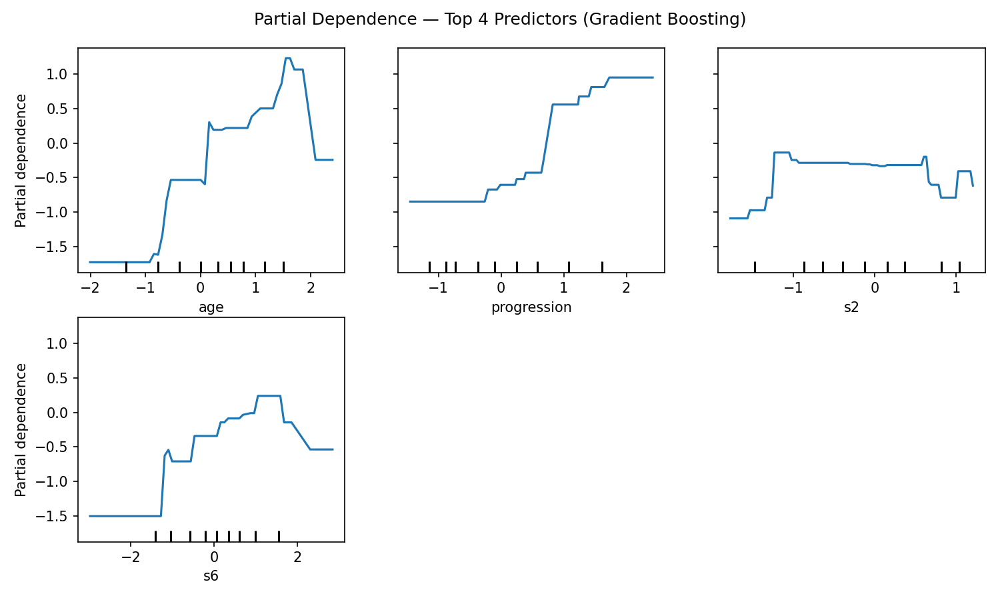 Partial Dependence — Top 4 Predictors (Gradient Boosting)
Partial dependence
1.0
0.5
0.0
−0.5
−1.0
−1.5
−2 −1 0 1 2
age
−1 0 1 2
progression
−1 0 1
s2
Partial dependence
1.0
0.5
0.0
−0.5
−1.0
−1.5
−2 0 2
s6